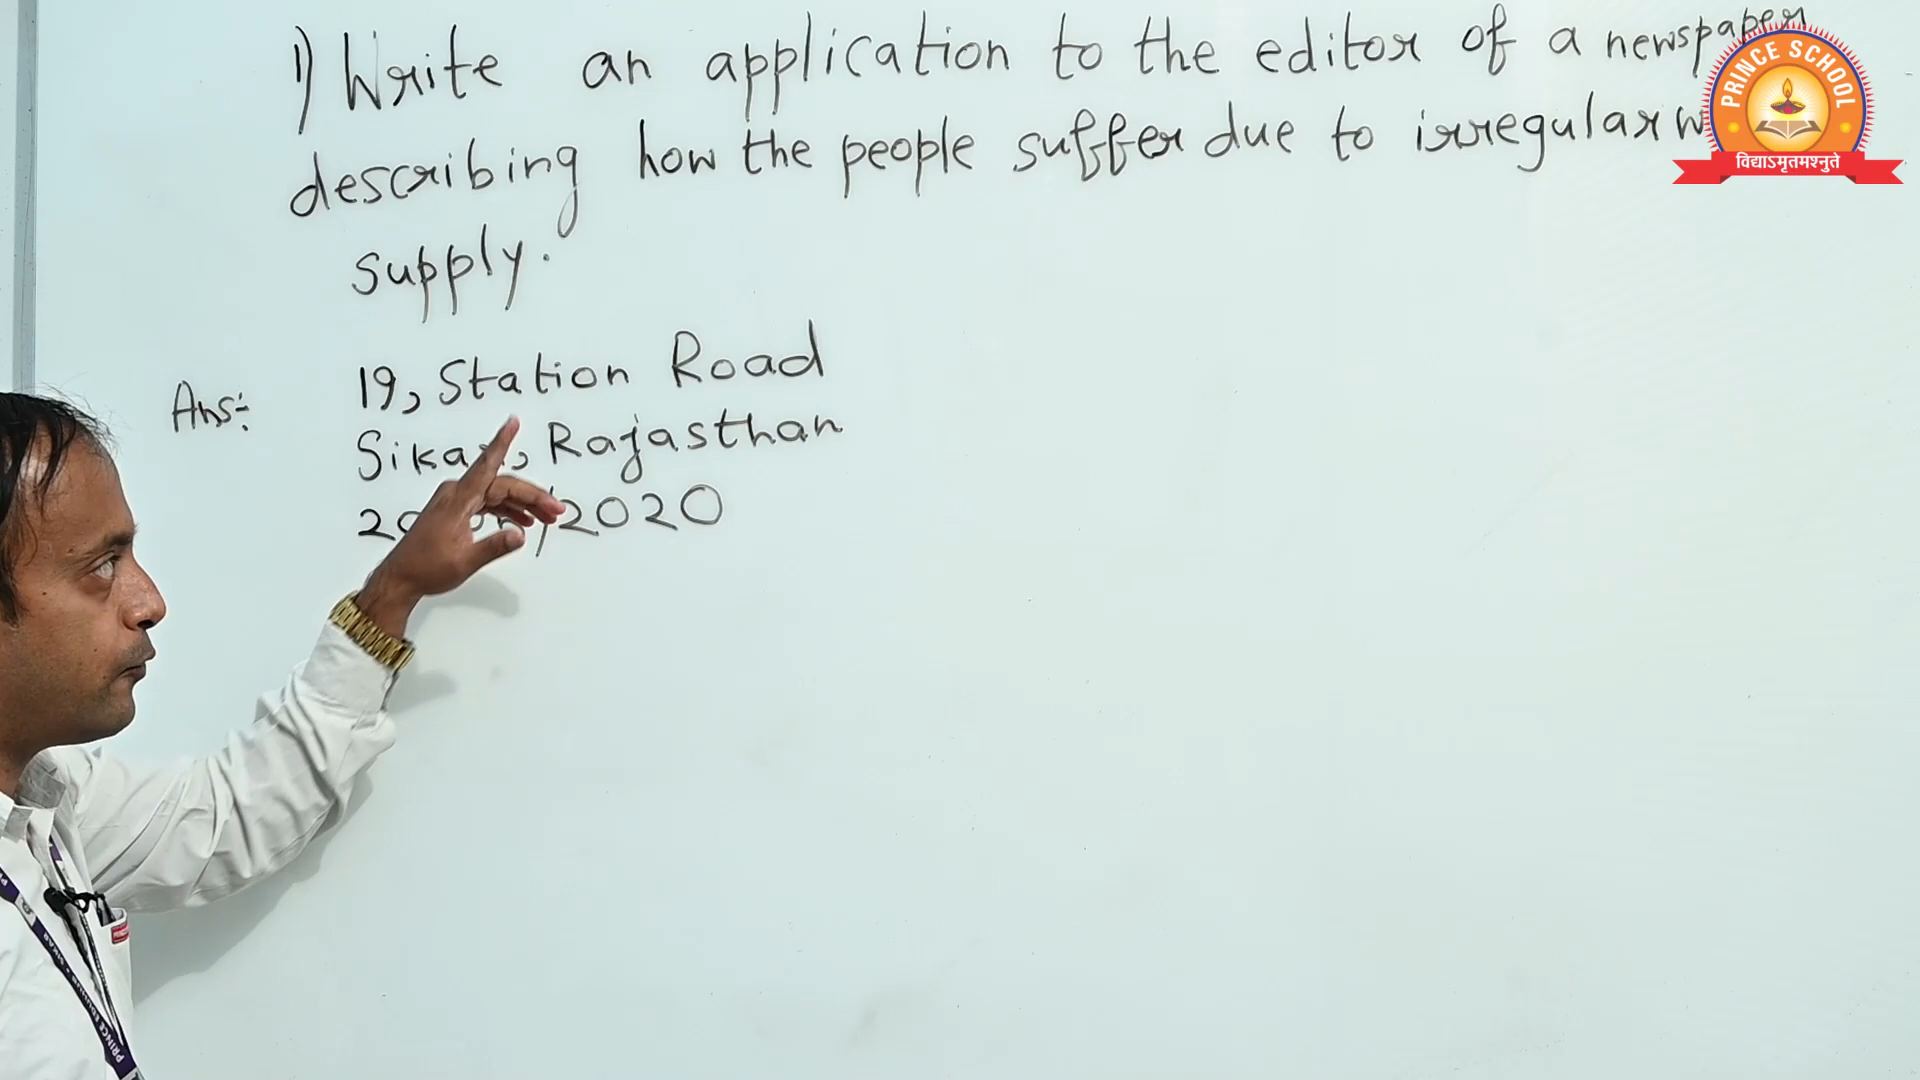 1) Write an application to the editor of a newspaper
describing how the people suffer due to irregular
supply.
Ans:
19, Station Road
Sikar, Rajasthan
/2020
PRINCE SCHOOL
विद्याऽमृतमश्नुते